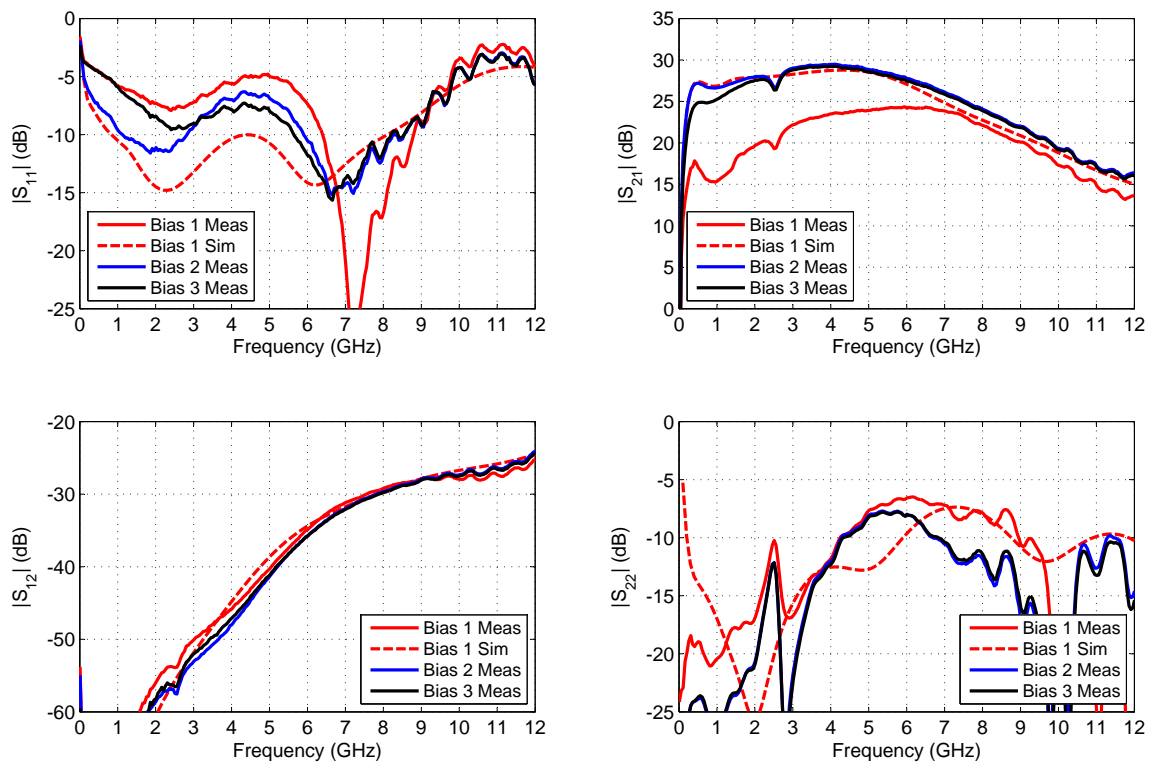 |S11| (dB)
-5
-10
-15
-20
-25
0 1 2 3 4 5 6 7 8 9 10 11 12
Frequency (GHz)
0
Bias 1 Meas
Bias 1 Sim
Bias 2 Meas
Bias 3 Meas
|S21| (dB)
35
30
25
20
15
10
5
0
0 1 2 3 4 5 6 7 8 9 10 11 12
Frequency (GHz)
Bias 1 Meas
Bias 1 Sim
Bias 2 Meas
Bias 3 Meas
|S12| (dB)
-20
-30
-40
-50
-60
0 1 2 3 4 5 6 7 8 9 10 11 12
Frequency (GHz)
Bias 1 Meas
Bias 1 Sim
Bias 2 Meas
Bias 3 Meas
|S22| (dB)
0
-5
-10
-15
-20
-25
0 1 2 3 4 5 6 7 8 9 10 11 12
Frequency (GHz)
Bias 1 Meas
Bias 1 Sim
Bias 2 Meas
Bias 3 Meas